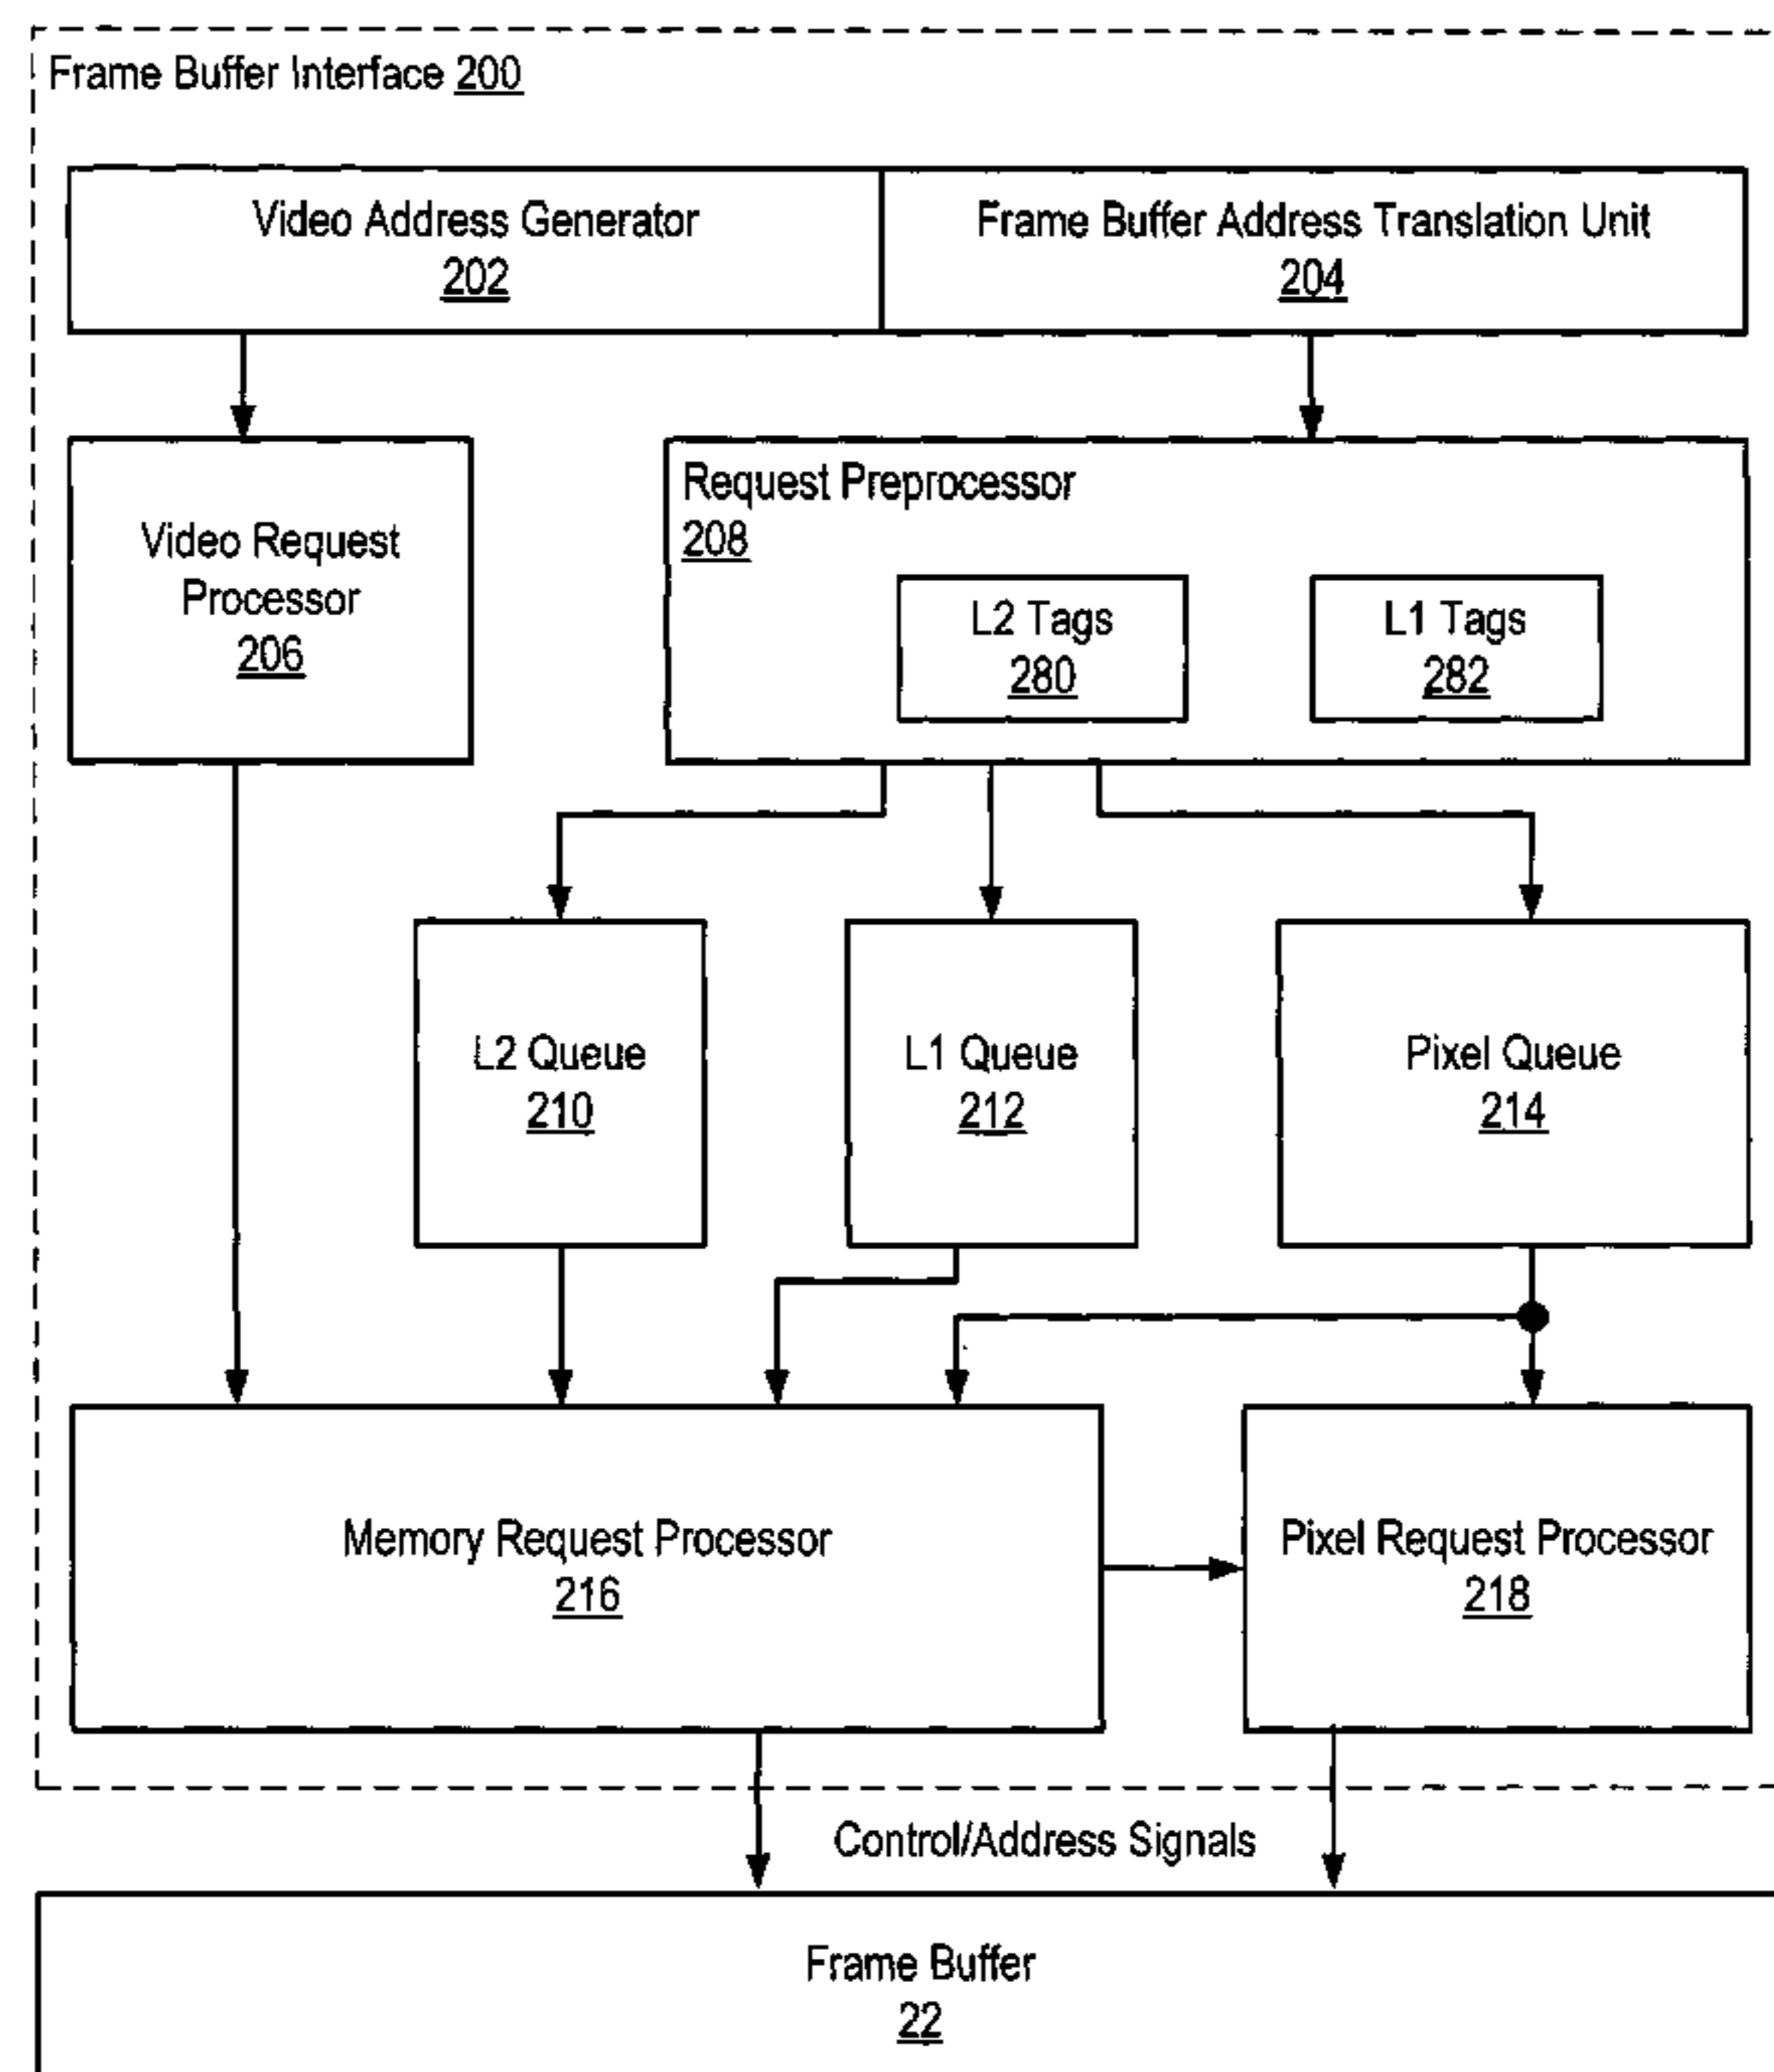 Frame Buffer Interface 200
Video Address Generator
202
Frame Buffer Address Translation Unit
204
Video Request
Processor
206
Request Preprocessor
208
L2 Tags
280
L1 Tags
282
L2 Queue
210
L1 Queue
212
Pixel Queue
214
Memory Request Processor
216
Pixel Request Processor
218
Control/Address Signals
Frame Buffer
22